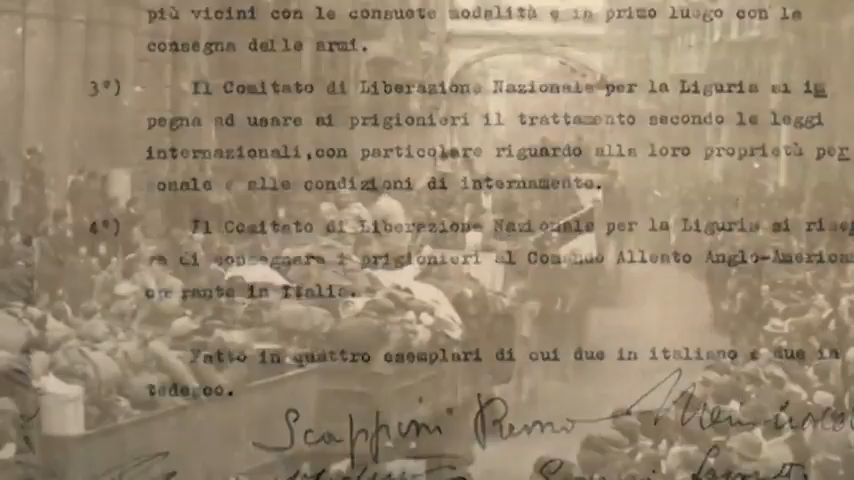 più vicini con le consuete modalità e in primo luogo con la
consegna delle armi.
3°) Il Comitato di Liberazione Nazionale per la Liguria si im
pegna ad usare ai prigionieri il trattamento secondo le leggi
internazionali,con particolare riguardo alla loro proprietà per
sonale e alle condizioni di internamento.
4°) Il Comitato di Liberazione Nazionale per la Liguria si riser
va di consegnare i prigionieri al Comando Alleato Anglo-American
operante in Italia.
Fatto in quattro esemplari di cui due in italiano e due in
tedesco.
Scappini Remo